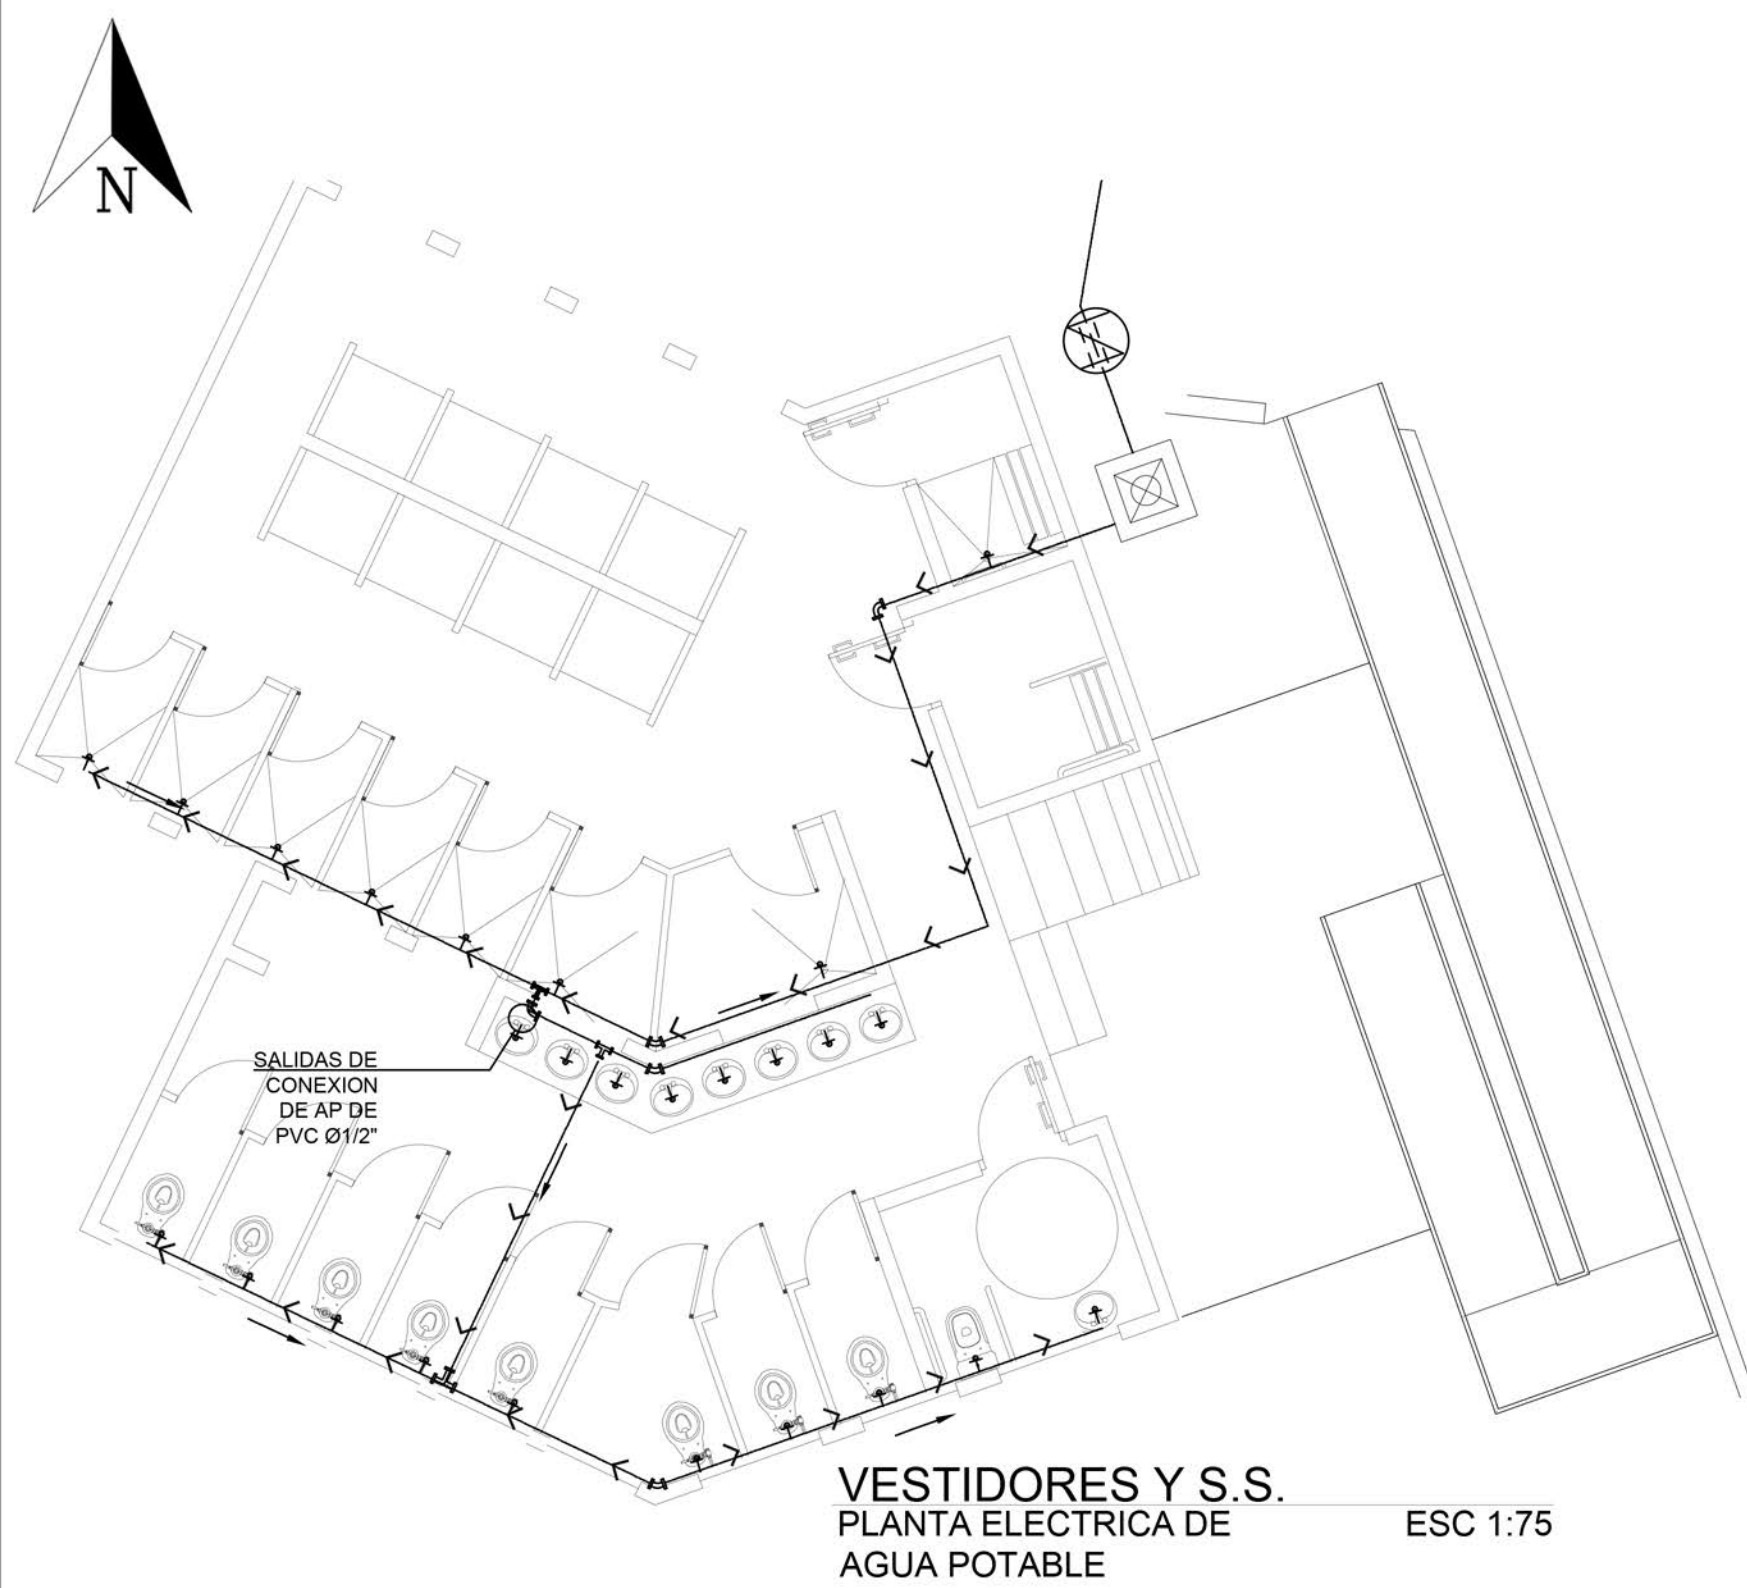 N
SALIDAS DE
CONEXION
DE AP DE
PVC Ø1/2"
VESTIDORES Y S.S.
PLANTA ELECTRICA DE
AGUA POTABLE
ESC 1:75